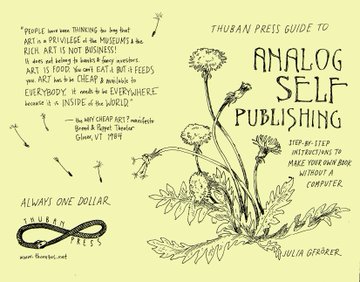 "PEOPLE have BEEN THINKING too long that
ART is a PRIVILEGE of the MUSEUMS & the
RICH. ART IS NOT BUSINESS!
It does not belong to banks & fancy investors.
ART IS FOOD. You can't EAT it BUT it FEEDS
you. ART has to be CHEAP & available to
EVERYBODY. it needs to be EVERYWHERE
because it is INSIDE of the WORLD."
— the WHY CHEAP ART? manifesto
Bread & Puppet Theater
Glover, VT 1984
ALWAYS ONE DOLLAR.
THUBAN
PRESS
THUBAN PRESS GUIDE TO
ANALOG
SELF
PUBLISHING
STEP-BY-STEP
INSTRUCTIONS to
MAKE YOUR OWN BOOK
WITHOUT A
COMPUTER
JULIA GFRÖRER